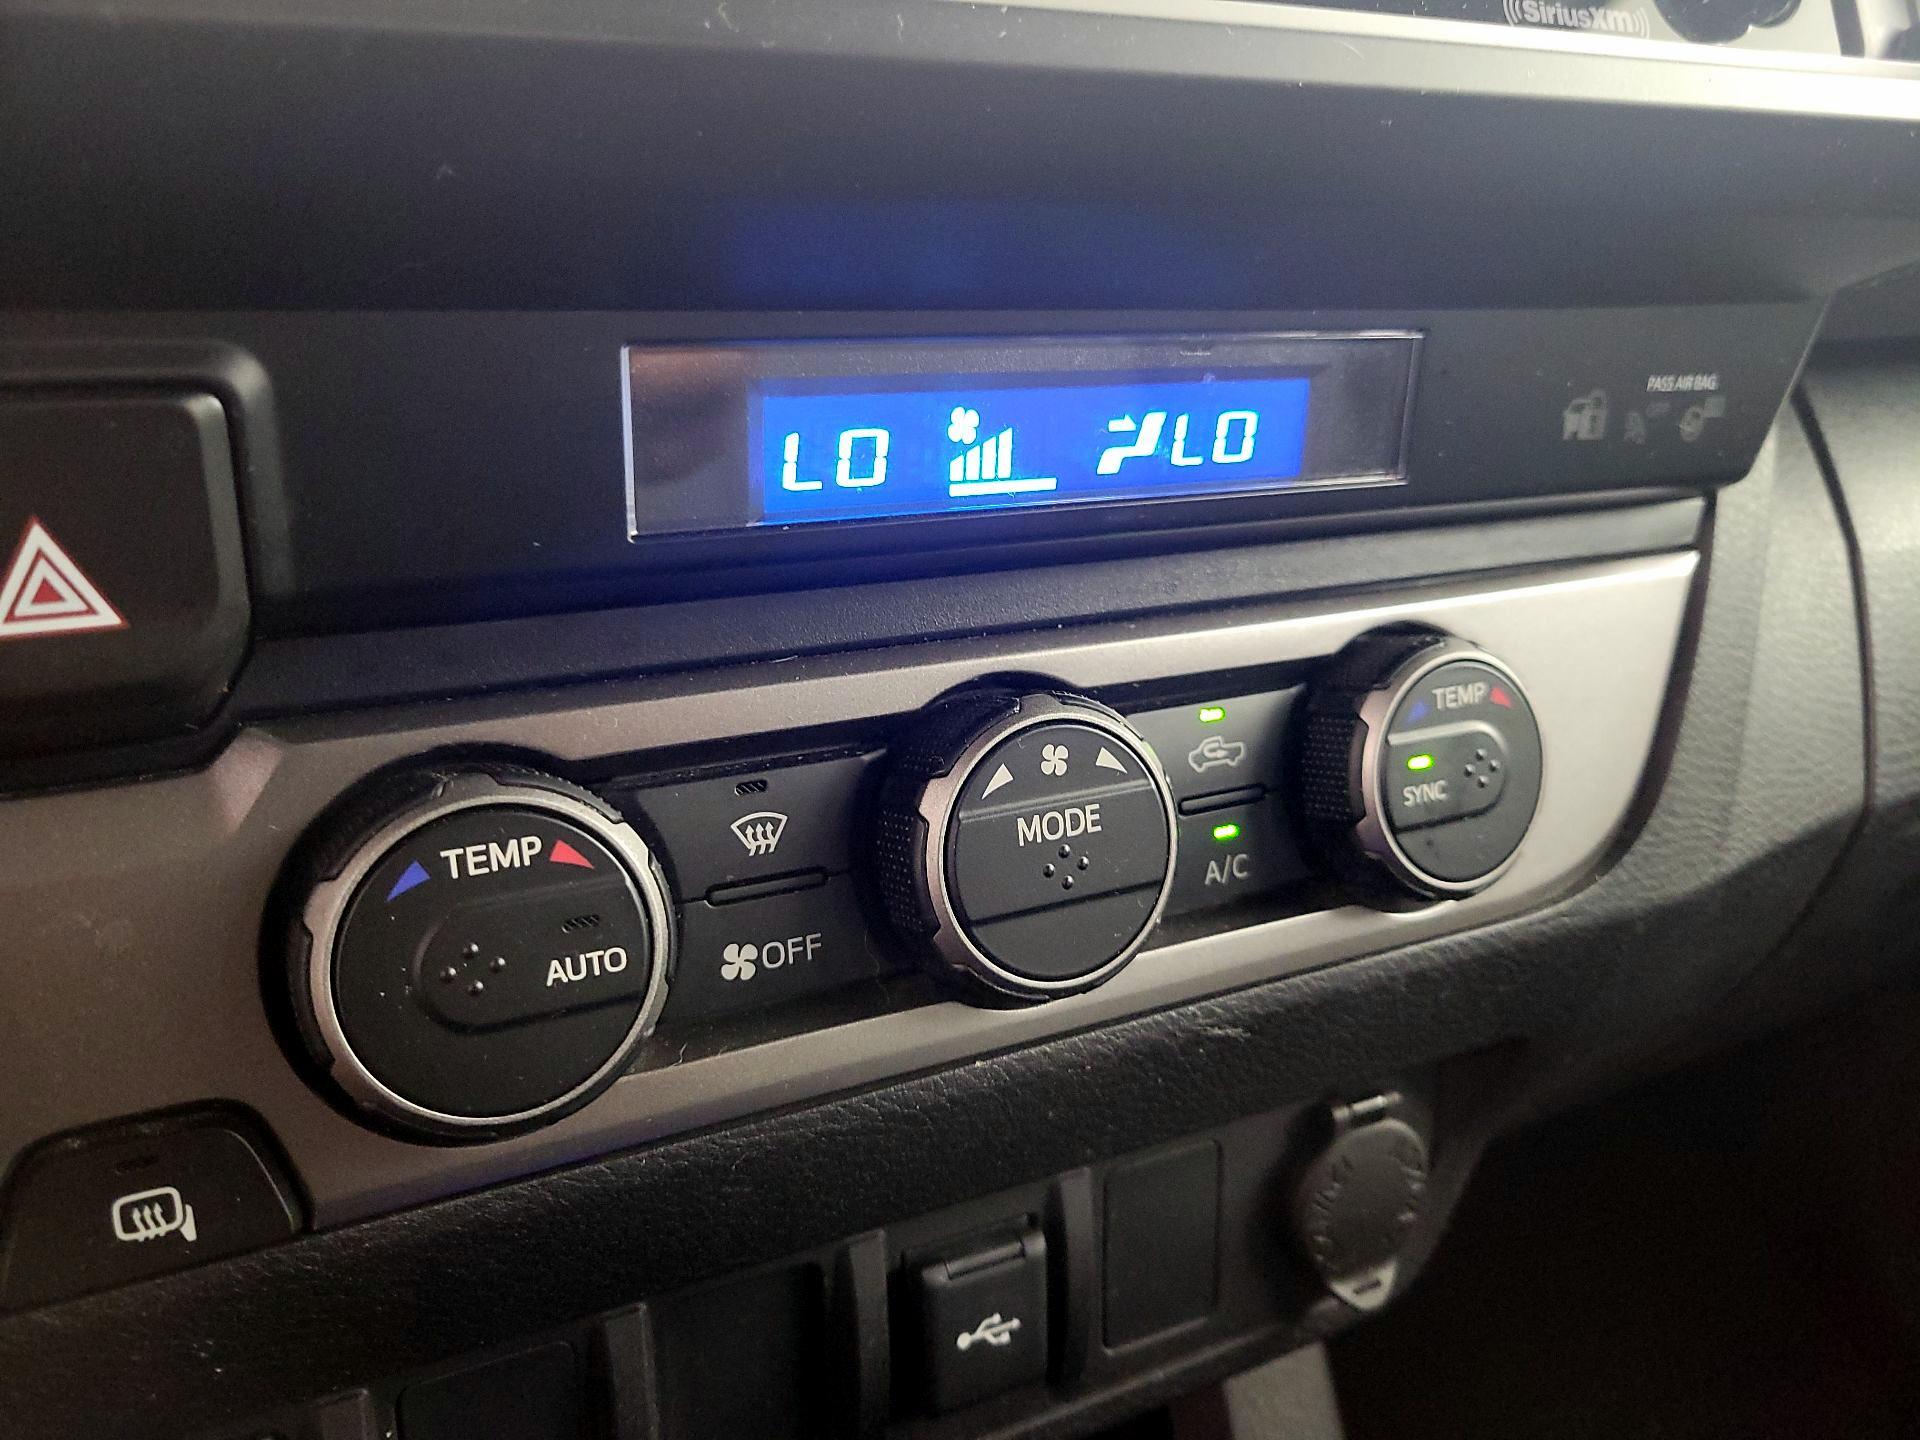 SiriusXm
PASS AIR BAG
LO LO
TEMP
AUTO
OFF
MODE
A/C
TEMP
SYNC